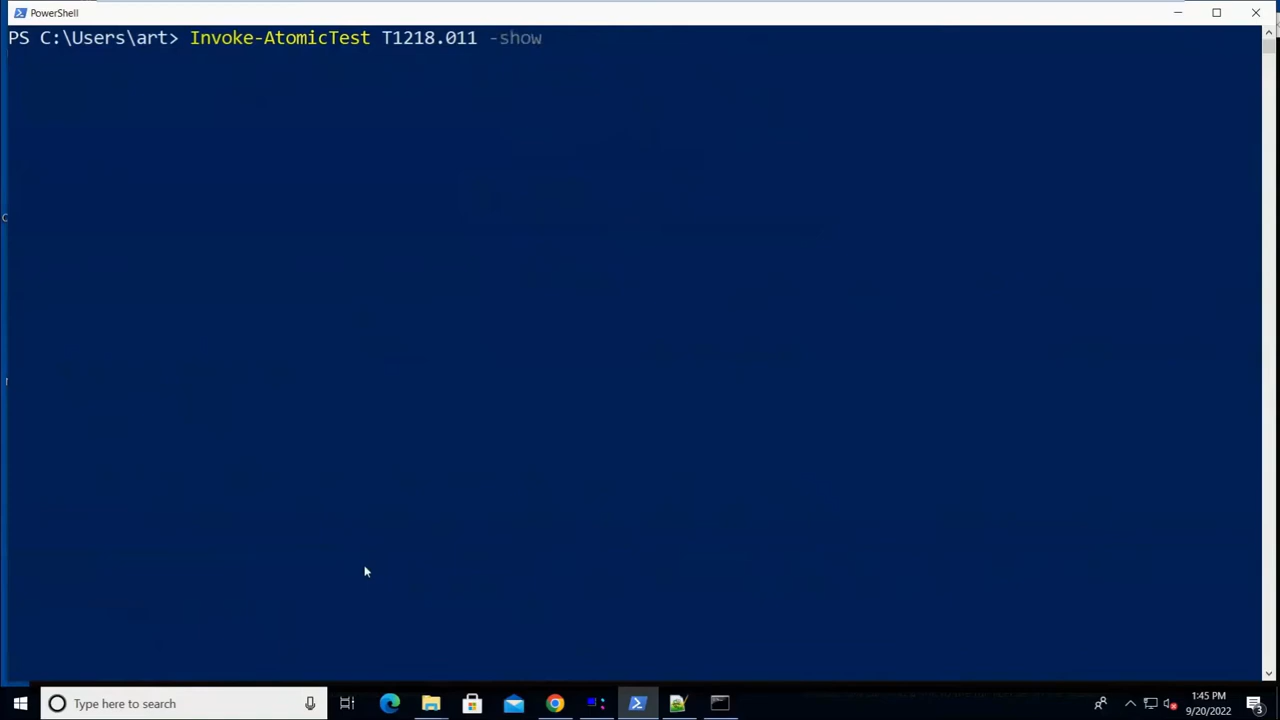 PowerShell
PS C:\Users\art> Invoke-AtomicTest T1218.011 -show
Type here to search
1:45 PM
9/20/2022
3